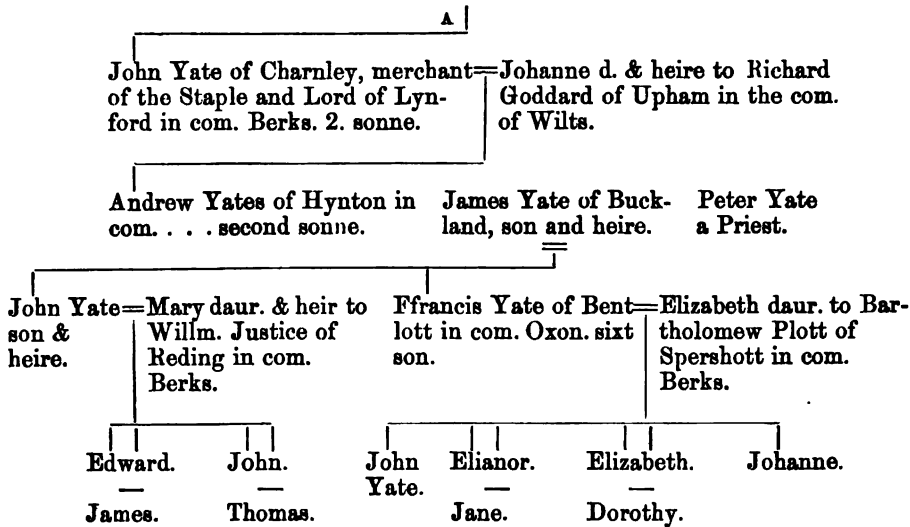 A
John Yate of Charnley, merchant=Johanne d. & heire to Richard
of the Staple and Lord of Lyn- Goddard of Upham in the com.
ford in com. Berks. 2. sonne. of Wilts.
Andrew Yates of Hynton in James Yate of Buck- Peter Yate
com. . . . second sonne. land, son and heire. a Priest.
John Yate=Mary daur. & heir to Ffrancis Yate of Bent=Elizabeth daur. to Bar-
son & Willm. Justice of lott in com. Oxon. sixt tholomew Plott of
heire. Reding in com. son. Spershott in com.
Berks. Berks.
Edward. John. John Elianor. Elizabeth. Johanne.
Yate.
James. Thomas. Jane. Dorothy.